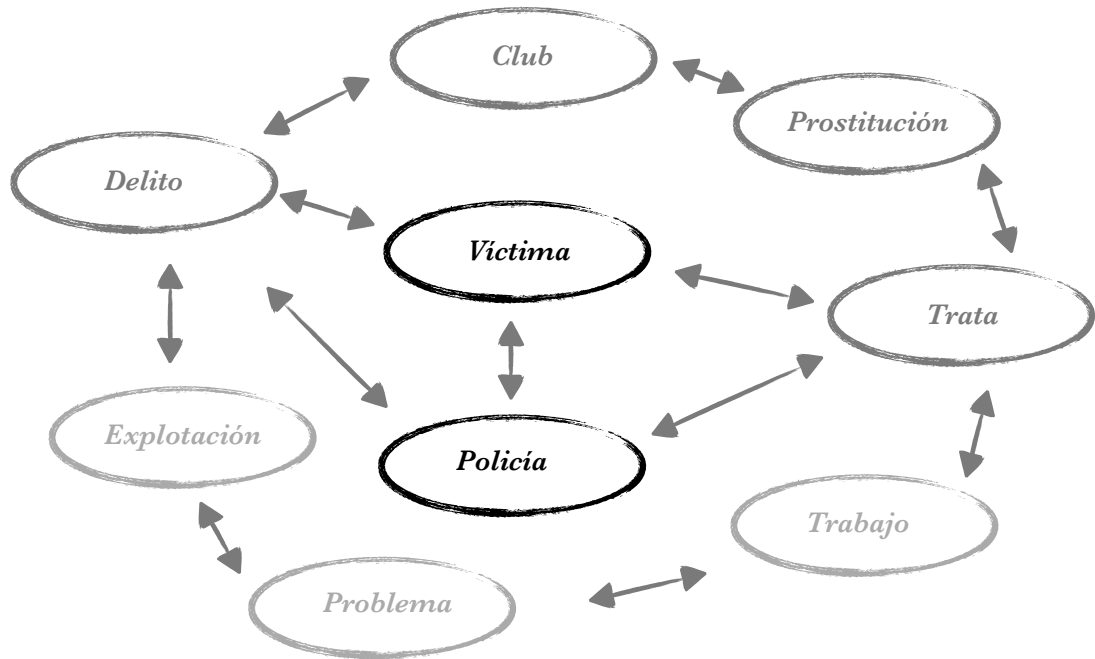 Club
Prostitución
Delito
Víctima
Trata
Explotación
Policía
Trabajo
Problema